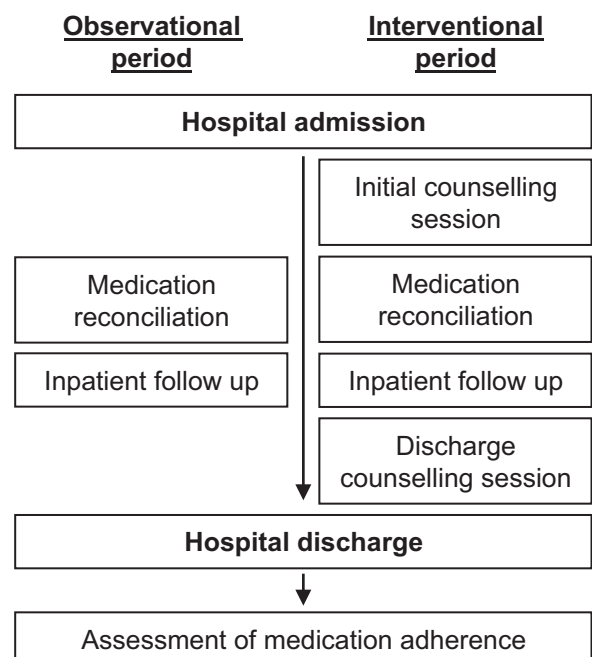 Observational
period
Interventional
period
Hospital admission
Initial counselling
session
Medication
reconciliation
Medication
reconciliation
Inpatient follow up
Inpatient follow up
Discharge
counselling session
Hospital discharge
Assessment of medication adherence